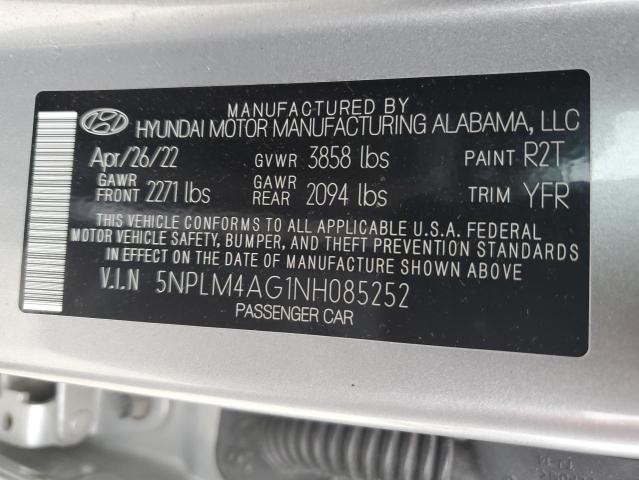 MANUFACTURED BY
HYUNDAI MOTOR MANUFACTURING ALABAMA, LLC
Apr/26/22 GVWR 3858 lbs PAINT R2T
GAWR FRONT 2271 lbs GAWR REAR 2094 lbs TRIM YFR
THIS VEHICLE CONFORMS TO ALL APPLICABLE U.S.A. FEDERAL
MOTOR VEHICLE SAFETY, BUMPER, AND THEFT PREVENTION STANDARDS
IN EFFECT ON THE DATE OF MANUFACTURE SHOWN ABOVE.
V.I.N 5NPLM4AG1NH085252
PASSENGER CAR